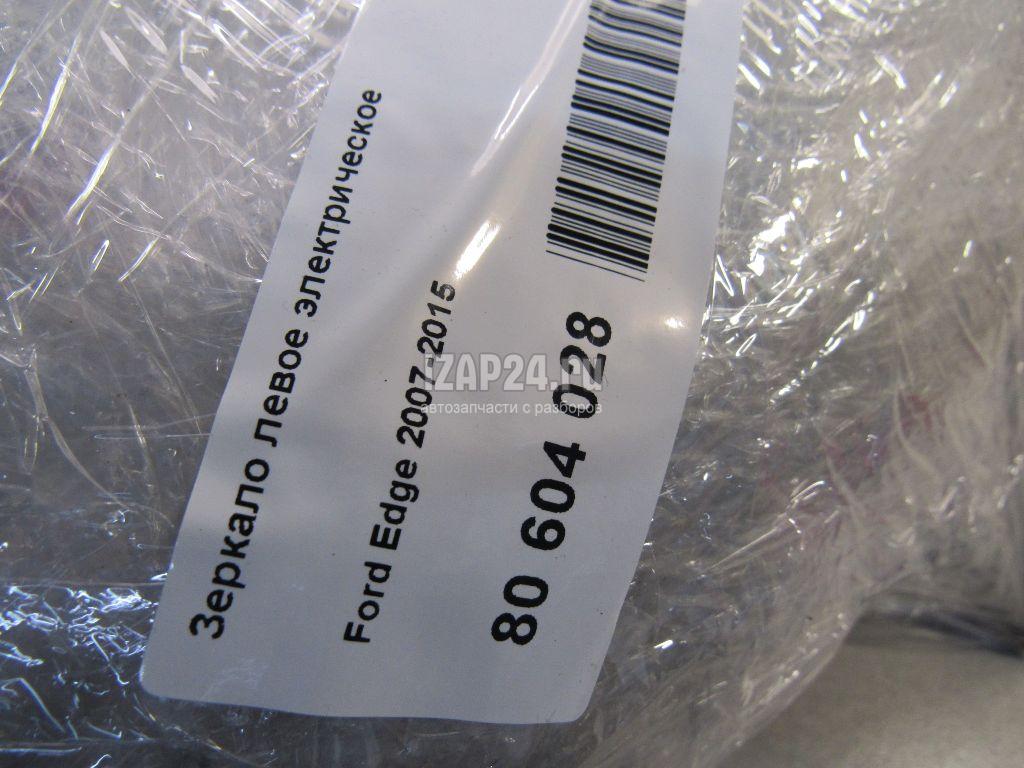 Зеркало левое электрическое
Ford Edge 2007-2015
80 604 028
IZAP24.RU
автозапчасти с разборов